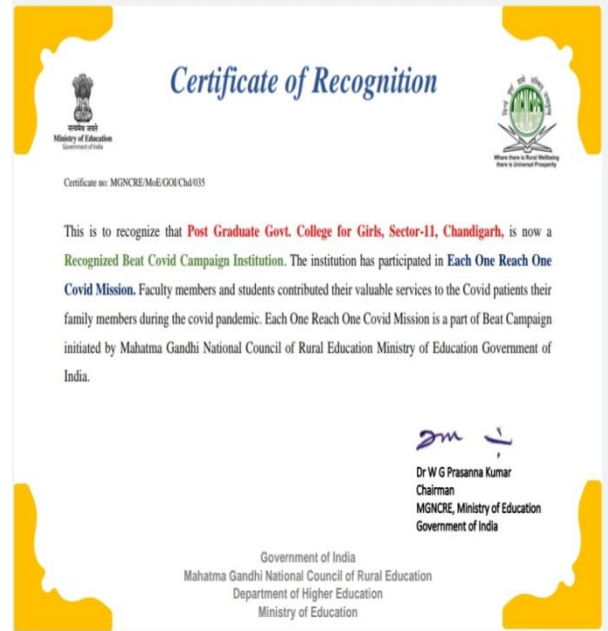 Certificate of Recognition
सत्यमेव जयते
Ministry of Education
Government of India
Where there is Rural Wellbeing
there is Universal Prosperity
Certificate no: MGNCRE/MoE/GOI/Chd/035
This is to recognize that Post Graduate Govt. College for Girls, Sector-11, Chandigarh, is now a
Recognized Beat Covid Campaign Institution. The institution has participated in Each One Reach One
Covid Mission. Faculty members and students contributed their valuable services to the Covid patients their
family members during the covid pandemic. Each One Reach One Covid Mission is a part of Beat Campaign
initiated by Mahatma Gandhi National Council of Rural Education Ministry of Education Government of
India.
Dr W G Prasanna Kumar
Chairman
MGNCRE, Ministry of Education
Government of India
Government of India
Mahatma Gandhi National Council of Rural Education
Department of Higher Education
Ministry of Education